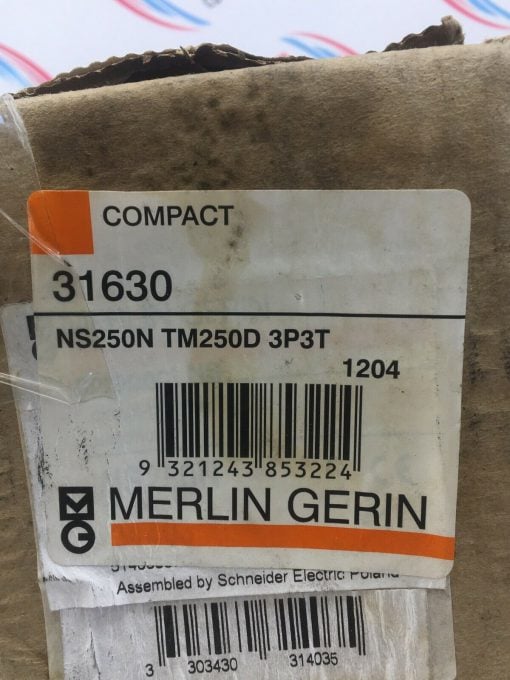 COMPACT
31630
NS250N TM250D 3P3T
1204
9 321243 853224
MERLIN GERIN
Assembled by Schneider Electric Poland
3 303430 314035